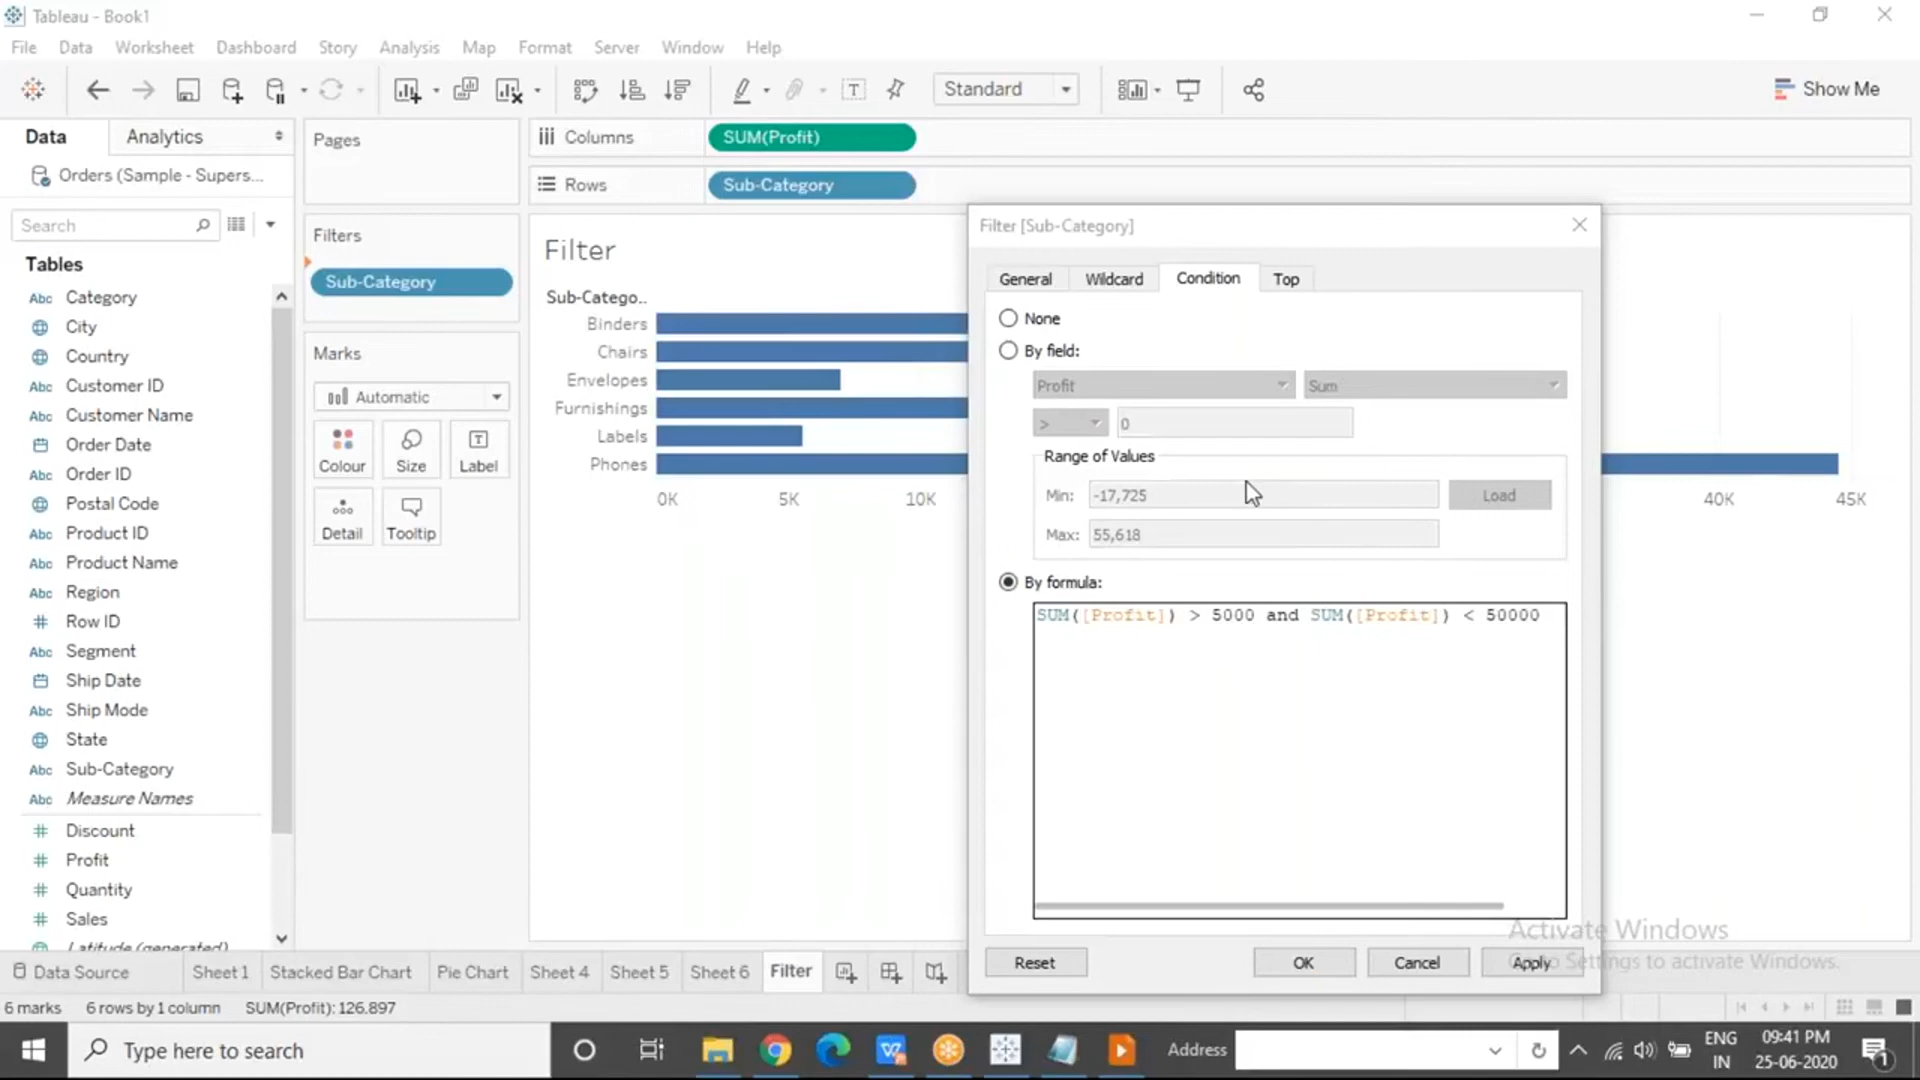 Tableau - Book1
File Data Worksheet Dashboard Story Analysis Map Format Server Window Help
Standard
Show Me
Data
Analytics
Orders (Sample - Supers...
Search
Tables
Abc Category
City
Country
Abc Customer ID
Abc Customer Name
Order Date
Abc Order ID
Postal Code
Abc Product ID
Abc Product Name
Abc Region
# Row ID
Abc Segment
Ship Date
Abc Ship Mode
State
Abc Sub-Category
Abc Measure Names
# Discount
# Profit
# Quantity
# Sales
Latitude (generated)
Pages
Filters
Sub-Category
Marks
Automatic
Colour
Size
Label
Detail
Tooltip
Columns
SUM(Profit)
Rows
Sub-Category
Filter
Sub-Catego..
Binders
Chairs
Envelopes
Furnishings
Labels
Phones
0K 5K 10K 40K 45K
Filter [Sub-Category]
General Wildcard Condition Top
None
By field:
Profit
Sum
>
0
Range of Values
Min: -17,725
Load
Max: 55,618
By formula:
SUM([Profit]) > 5000 and SUM([Profit]) < 50000
Reset OK Cancel Apply
Activate Windows
Go to Settings to activate Windows.
Data Source Sheet 1 Stacked Bar Chart Pie Chart Sheet 4 Sheet 5 Sheet 6 Filter
6 marks 6 rows by 1 column SUM(Profit): 126.897
Type here to search
Address
ENG
IN
09:41 PM
25-06-2020
1